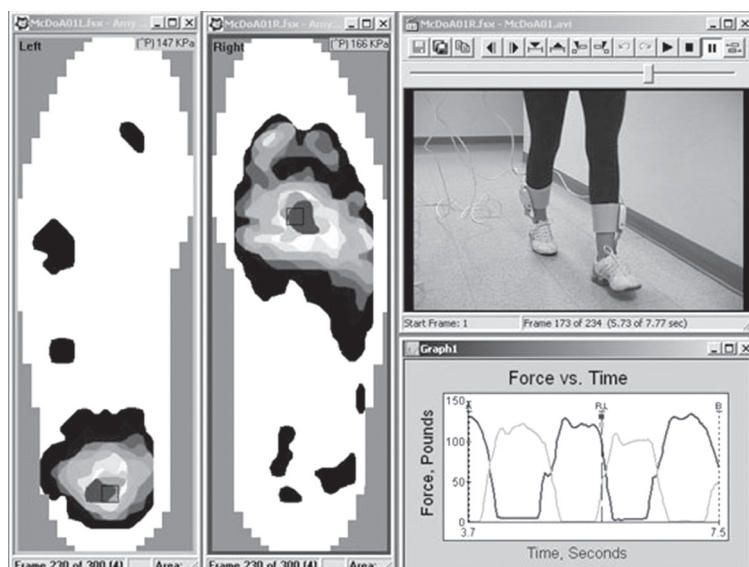 McDoA01L.fsx - Amy...
Left
(^P) 147 KPa
Frame 230 of 300 (4)
Area:
McDoA01R.fsx - Amy...
Right
(^P) 166 KPa
Frame 230 of 300 (4)
Area:
McDoA01R.fsx - McDoA01.avi
Start Frame: 1
Frame 173 of 234 (5.73 of 7.77 sec)
Graph1
Force vs. Time
Force, Pounds
150
100
50
0
A
R L
B
3.7
7.5
Time, Seconds